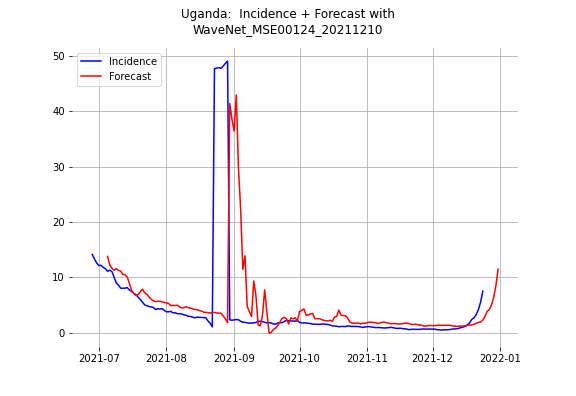 Uganda:  Incidence + Forecast with
WaveNet_MSE00124_20211210
Incidence
Forecast
50
40
30
20
10
0
2021-07 2021-08 2021-09 2021-10 2021-11 2021-12 2022-01